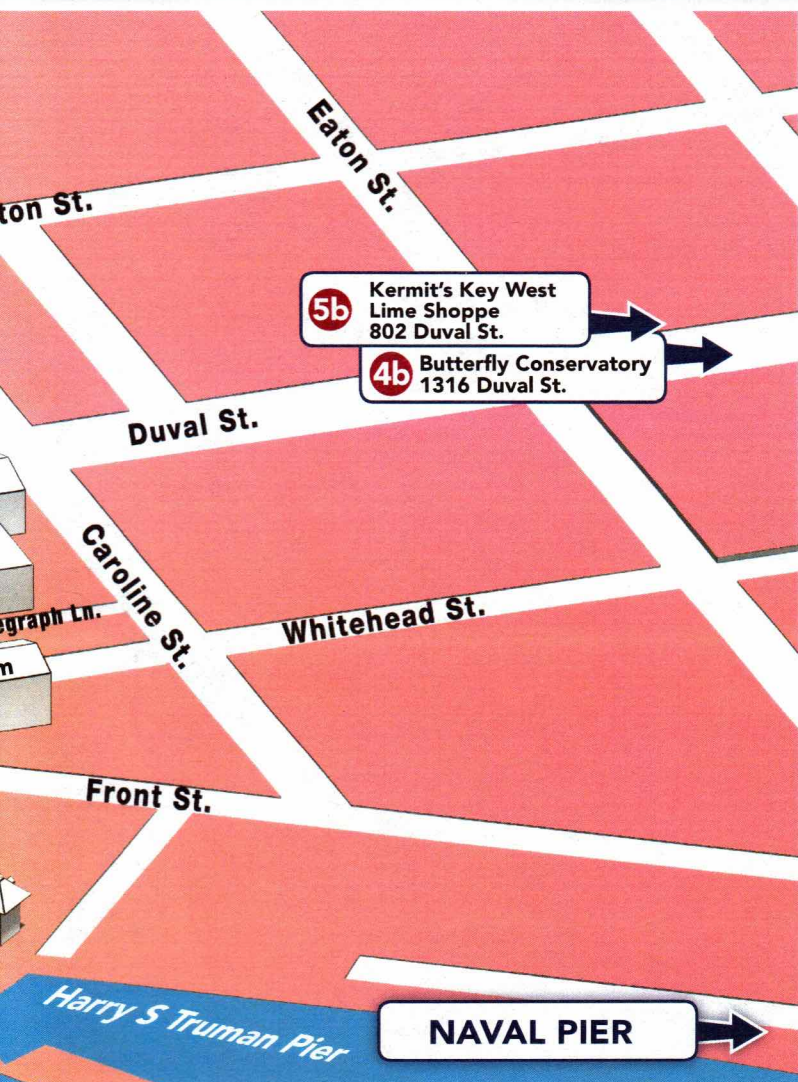 Eaton St.
ton St.
5b
Kermit's Key West
Lime Shoppe
802 Duval St.
4b
Butterfly Conservatory
1316 Duval St.
Duval St.
Caroline St.
egraph Ln.
Whitehead St.
m
Front St.
Harry S Truman Pier
NAVAL PIER